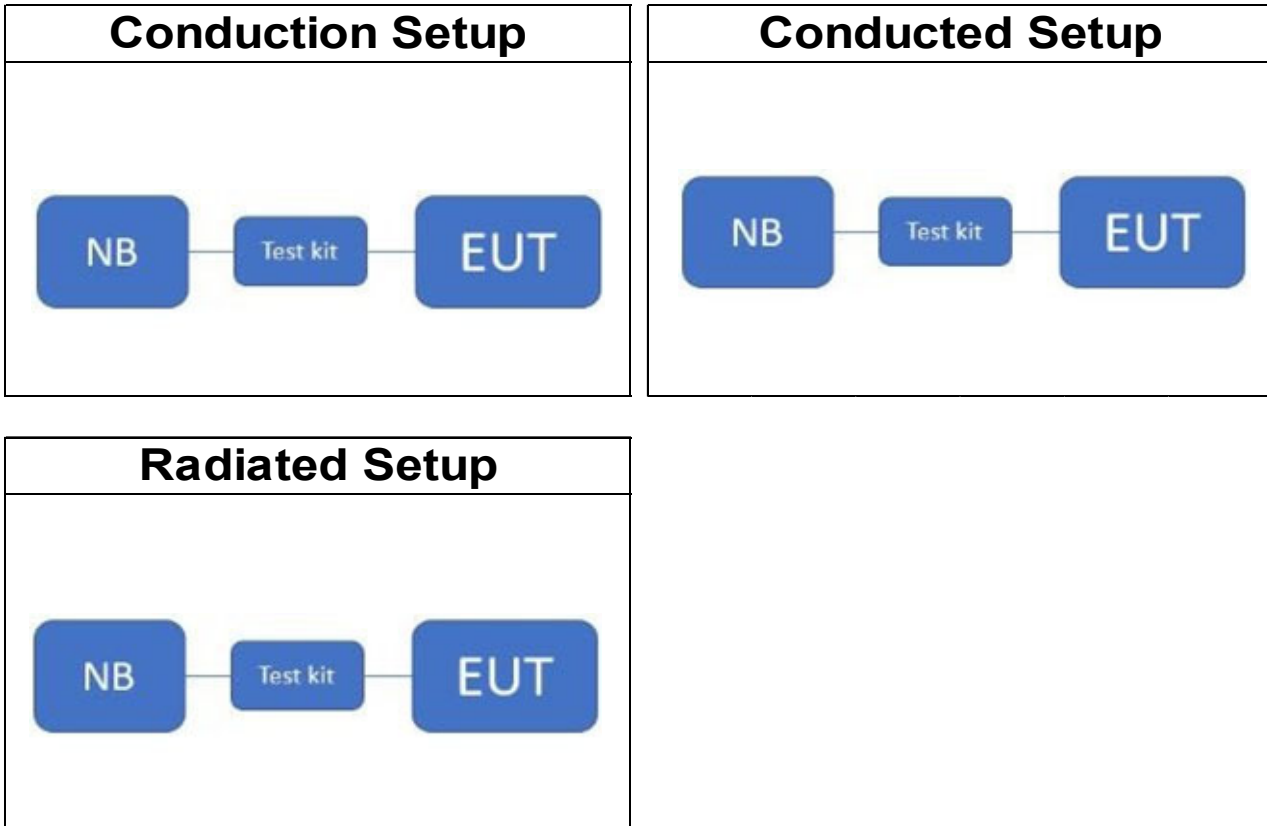 Conduction Setup
NB Test kit EUT
Conducted Setup
NB Test kit EUT
Radiated Setup
NB Test kit EUT